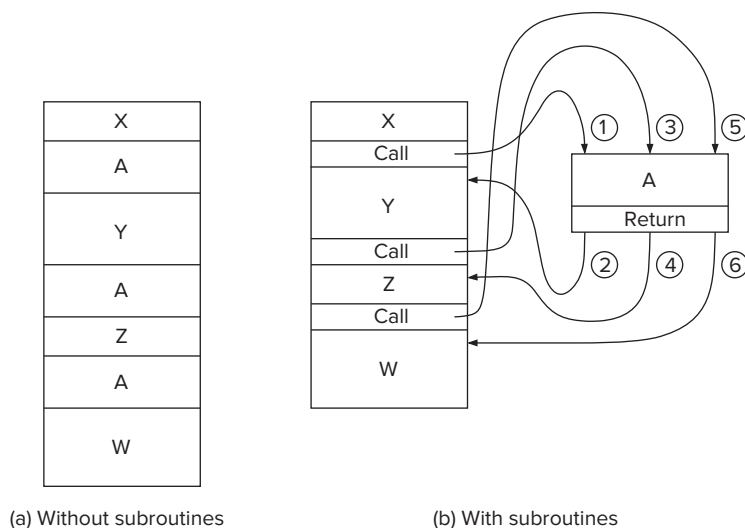 X
A
Y
A
Z
A
W
(a) Without subroutines
X
Call
Y
Call
Z
Call
W
1
3
5
A
Return
2
4
6
(b) With subroutines